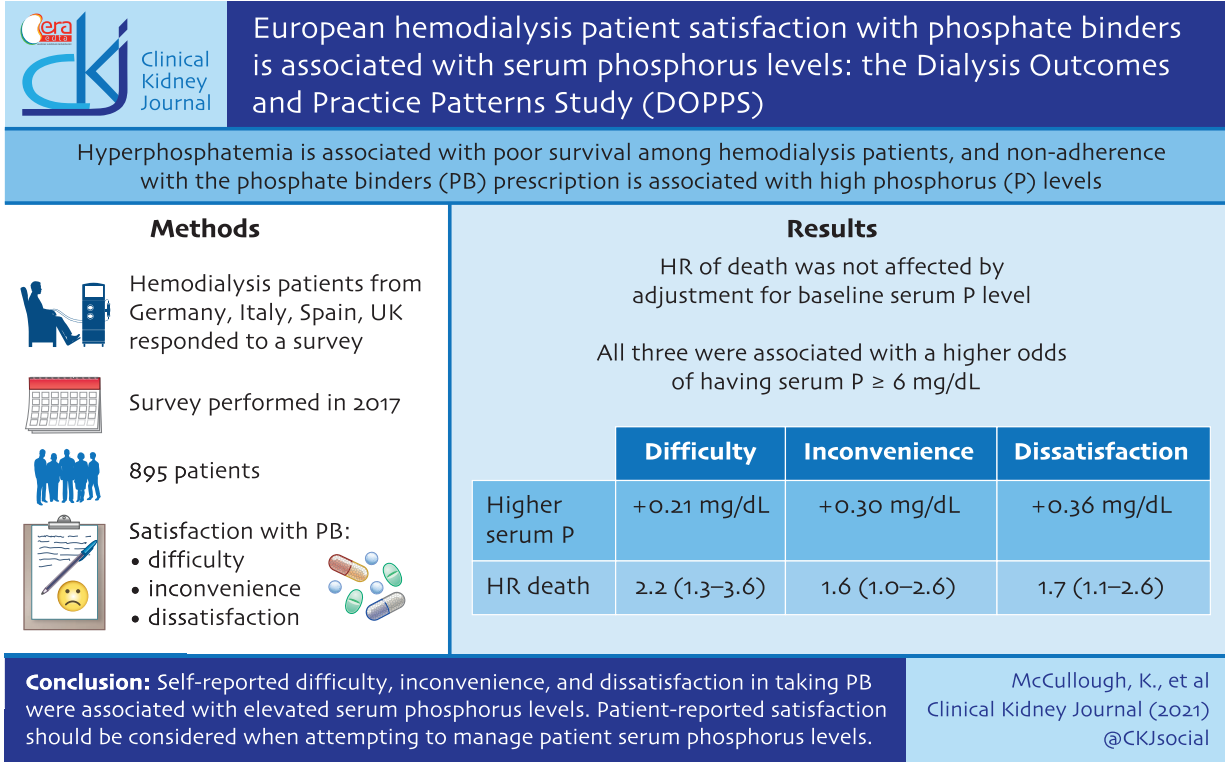 era
edta
CKJ
Clinical
Kidney
Journal
European hemodialysis patient satisfaction with phosphate binders
is associated with serum phosphorus levels: the Dialysis Outcomes
and Practice Patterns Study (DOPPS)
Hyperphosphatemia is associated with poor survival among hemodialysis patients, and non-adherence
with the phosphate binders (PB) prescription is associated with high phosphorus (P) levels
Methods
Hemodialysis patients from
Germany, Italy, Spain, UK
responded to a survey
Survey performed in 2017
895 patients
Satisfaction with PB:
• difficulty
• inconvenience
• dissatisfaction
Results
HR of death was not affected by
adjustment for baseline serum P level
All three were associated with a higher odds
of having serum P ≥ 6 mg/dL
Difficulty Inconvenience Dissatisfaction
Higher
serum P +0.21 mg/dL +0.30 mg/dL +0.36 mg/dL
HR death 2.2 (1.3–3.6) 1.6 (1.0–2.6) 1.7 (1.1–2.6)
Conclusion: Self-reported difficulty, inconvenience, and dissatisfaction in taking PB
were associated with elevated serum phosphorus levels. Patient-reported satisfaction
should be considered when attempting to manage patient serum phosphorus levels.
McCullough, K., et al
Clinical Kidney Journal (2021)
@CKJsocial